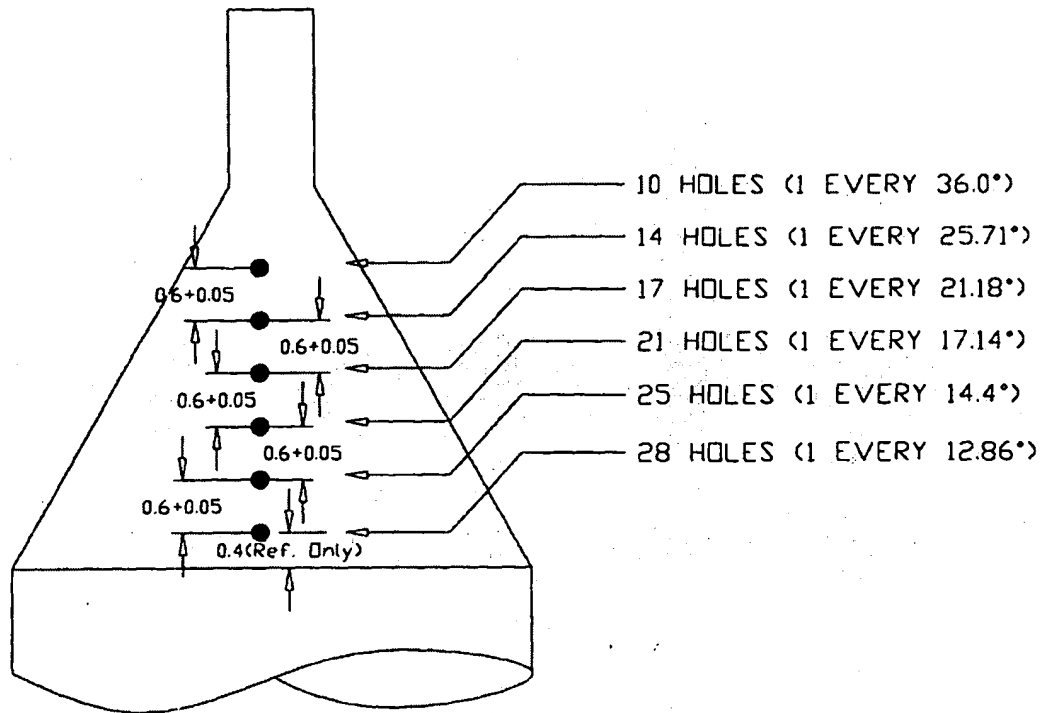 10 HOLES (1 EVERY 36.0°)
14 HOLES (1 EVERY 25.71°)
17 HOLES (1 EVERY 21.18°)
21 HOLES (1 EVERY 17.14°)
25 HOLES (1 EVERY 14.4°)
28 HOLES (1 EVERY 12.86°)
0.6+0.05
0.6+0.05
0.6+0.05
0.6+0.05
0.6+0.05
0.4(Ref. Only)